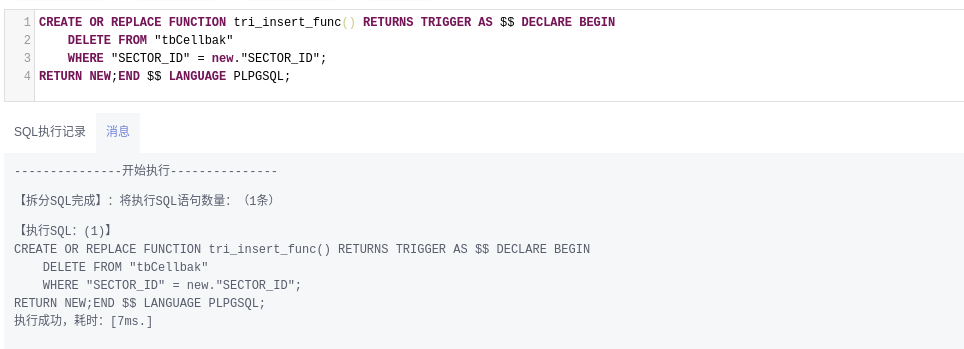 1 CREATE OR REPLACE FUNCTION tri_insert_func() RETURNS TRIGGER AS $$ DECLARE BEGIN
2     DELETE FROM "tbCellbak"
3     WHERE "SECTOR_ID" = new."SECTOR_ID";
4 RETURN NEW;END $$ LANGUAGE PLPGSQL;
SQL执行记录 消息
---------------开始执行---------------
【拆分SQL完成】：将执行SQL语句数量：（1条）
【执行SQL：(1)】
CREATE OR REPLACE FUNCTION tri_insert_func() RETURNS TRIGGER AS $$ DECLARE BEGIN
    DELETE FROM "tbCellbak"
    WHERE "SECTOR_ID" = new."SECTOR_ID";
RETURN NEW;END $$ LANGUAGE PLPGSQL;
执行成功，耗时：[7ms.]